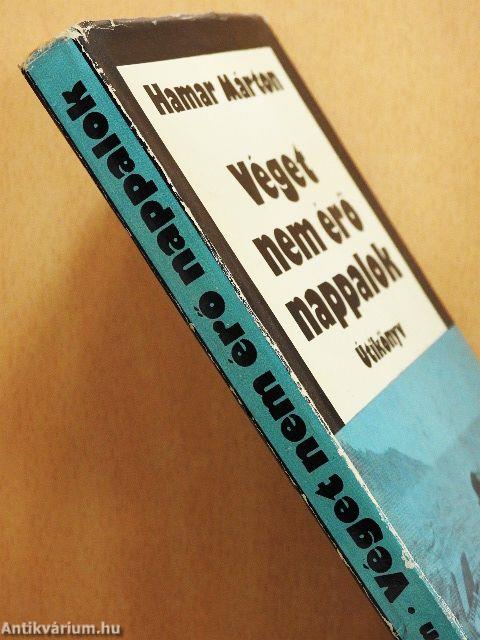 Hamar Márton
Véget
nem érő
nappalok
Útikönyv
n · Véget nem érő nappalok
Antikvárium.hu